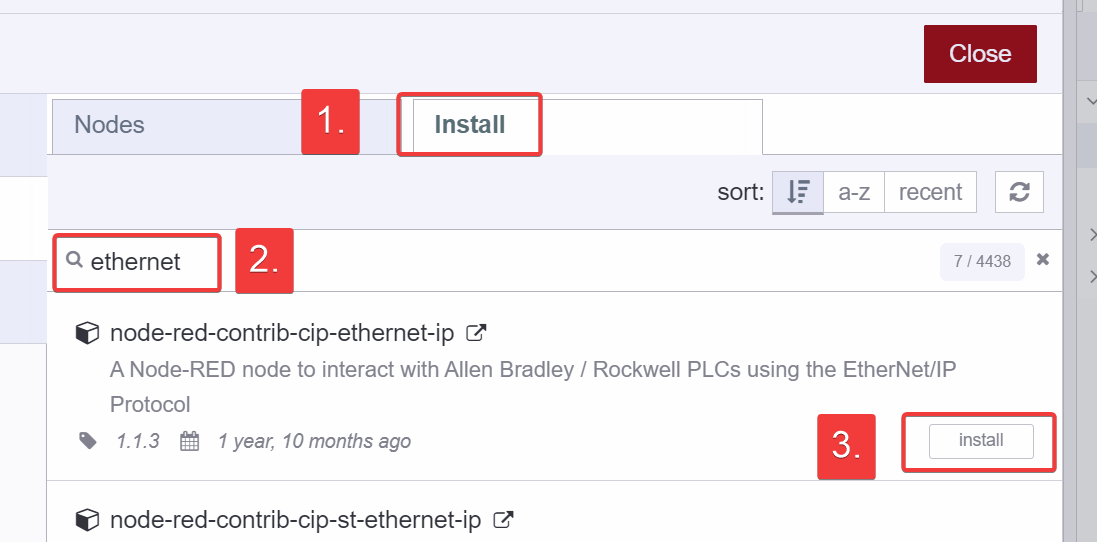 Close
Nodes
1.
Install
sort:
a-z
recent
ethernet
2.
7 / 4438
node-red-contrib-cip-ethernet-ip
A Node-RED node to interact with Allen Bradley / Rockwell PLCs using the EtherNet/IP
Protocol
1.1.3
1 year, 10 months ago
3.
install
node-red-contrib-cip-st-ethernet-ip